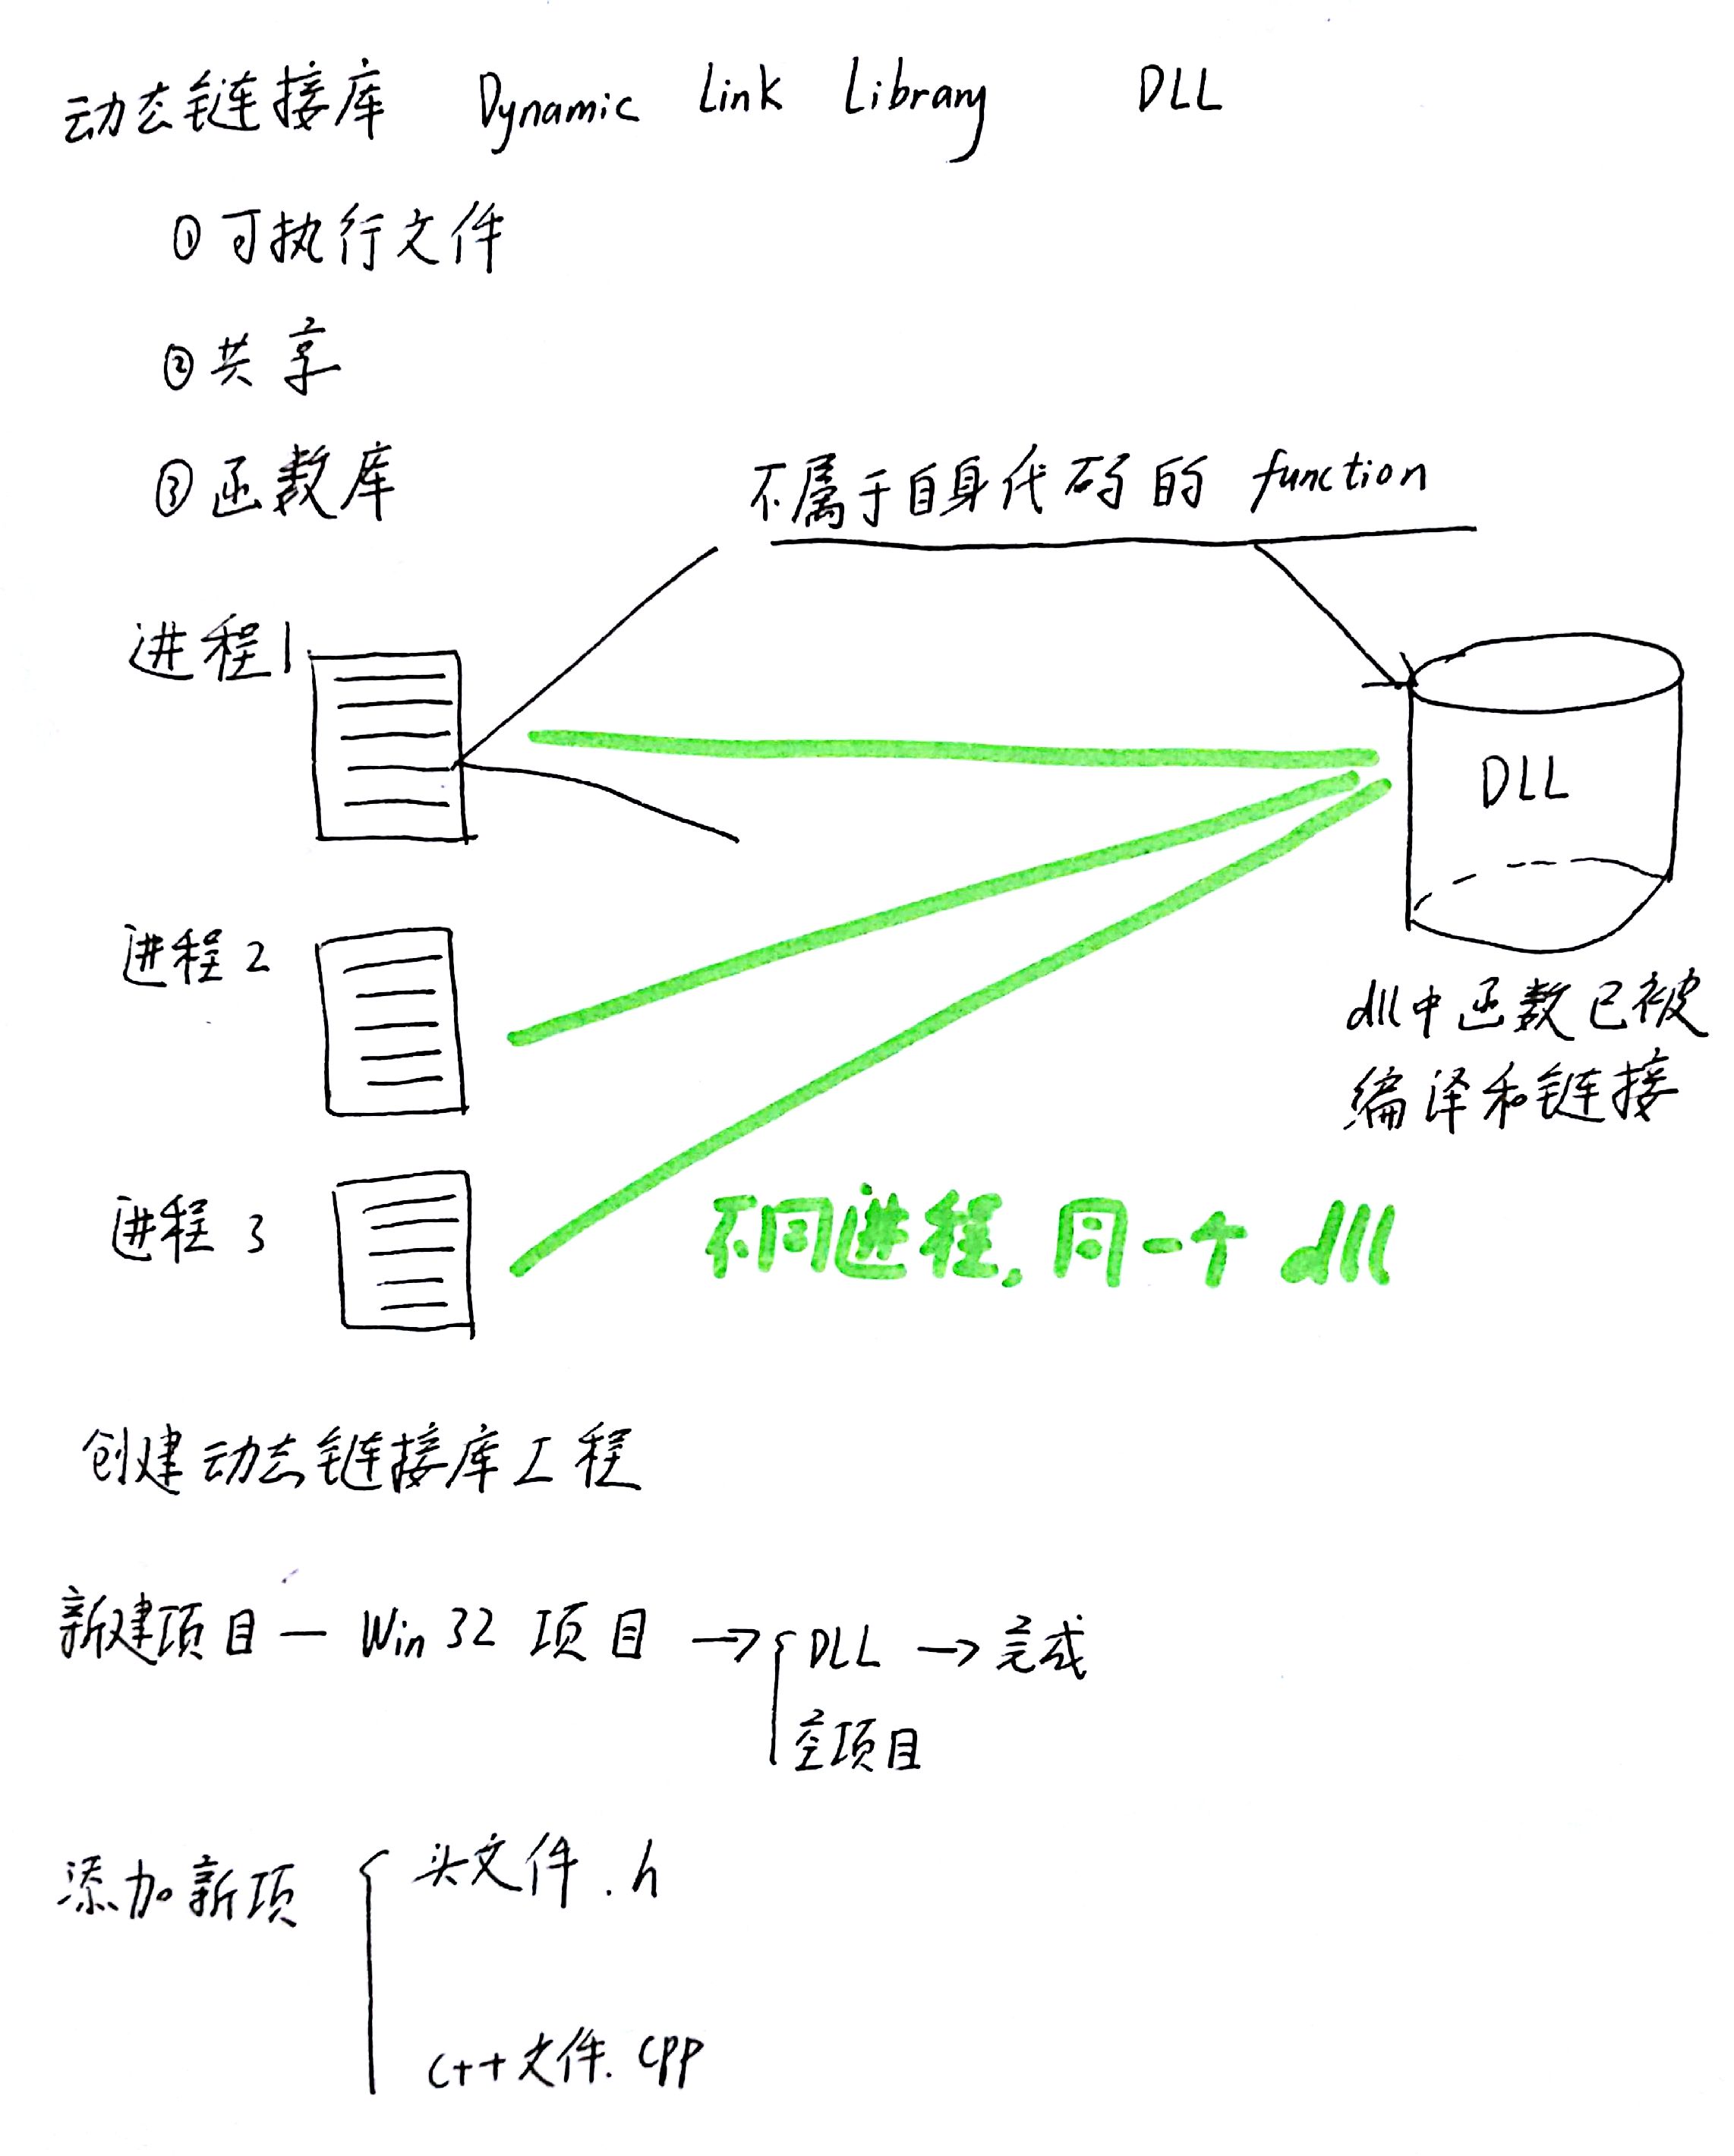 动态链接库 Dynamic Link Library DLL
①可执行文件
②共享
③函数库
不属于自身代码的 function
进程1
DLL
进程2
dll中函数已被
编译和链接
进程3
不同进程,同一个 dll
创建动态链接库工程
新建项目 — Win32 项目 → DLL → 完成
空项目
添加新项
头文件.h
C++文件.cpp